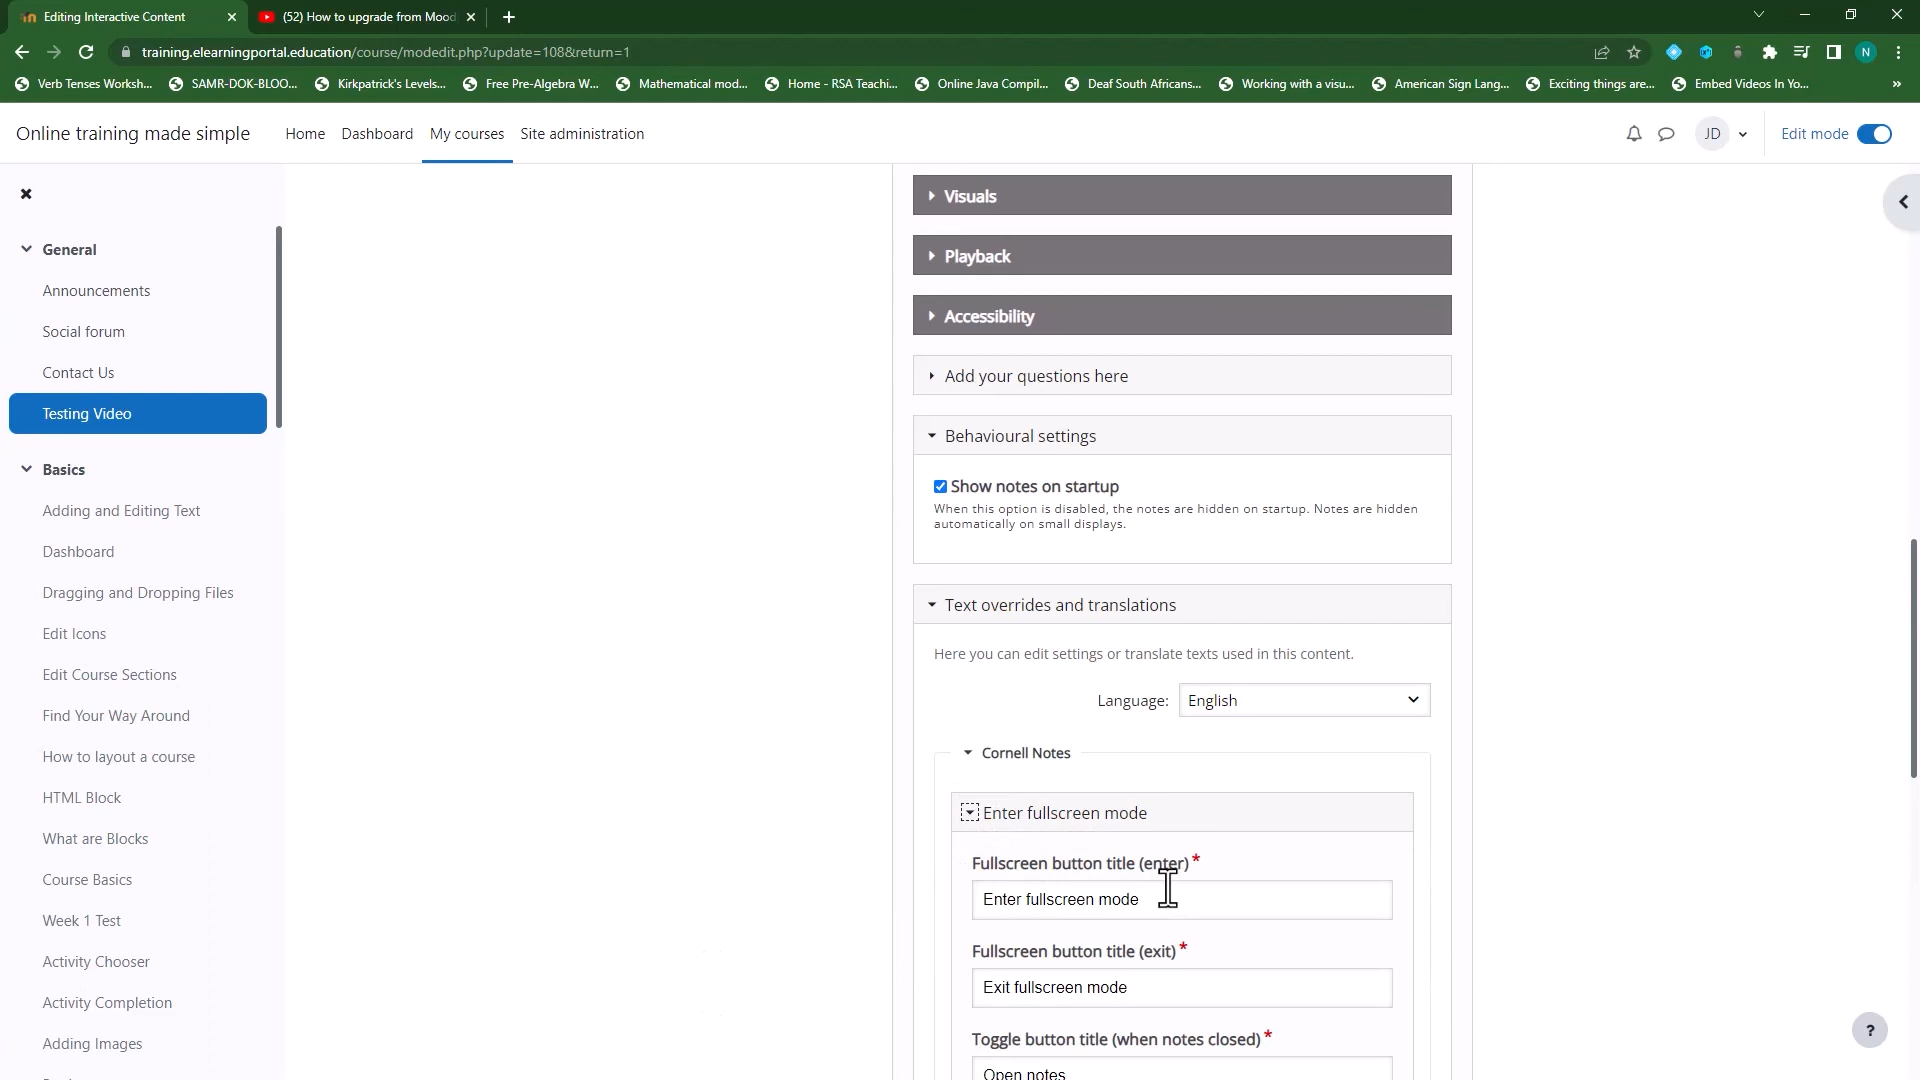 Editing Interactive Content
(52) How to upgrade from Mood
training.elearningportal.education/course/modedit.php?update=108&return=1
N
Verb Tenses Worksh...
SAMR-DOK-BLOO...
Kirkpatrick's Levels...
Free Pre-Algebra W...
Mathematical mod...
Home - RSA Teachi...
Online Java Compil...
Deaf South Africans...
Working with a visu...
American Sign Lang...
Exciting things are...
Embed Videos In Yo...
Online training made simple
Home
Dashboard
My courses
Site administration
JD
Edit mode
General
Announcements
Social forum
Contact Us
Testing Video
Basics
Adding and Editing Text
Dashboard
Dragging and Dropping Files
Edit Icons
Edit Course Sections
Find Your Way Around
How to layout a course
HTML Block
What are Blocks
Course Basics
Week 1 Test
Activity Chooser
Activity Completion
Adding Images
Visuals
Playback
Accessibility
Add your questions here
Behavioural settings
Show notes on startup
When this option is disabled, the notes are hidden on startup. Notes are hidden
automatically on small displays.
Text overrides and translations
Here you can edit settings or translate texts used in this content.
Language: English
Cornell Notes
Enter fullscreen mode
Fullscreen button title (enter) *
Enter fullscreen mode
Fullscreen button title (exit) *
Exit fullscreen mode
Toggle button title (when notes closed) *
Open notes
?